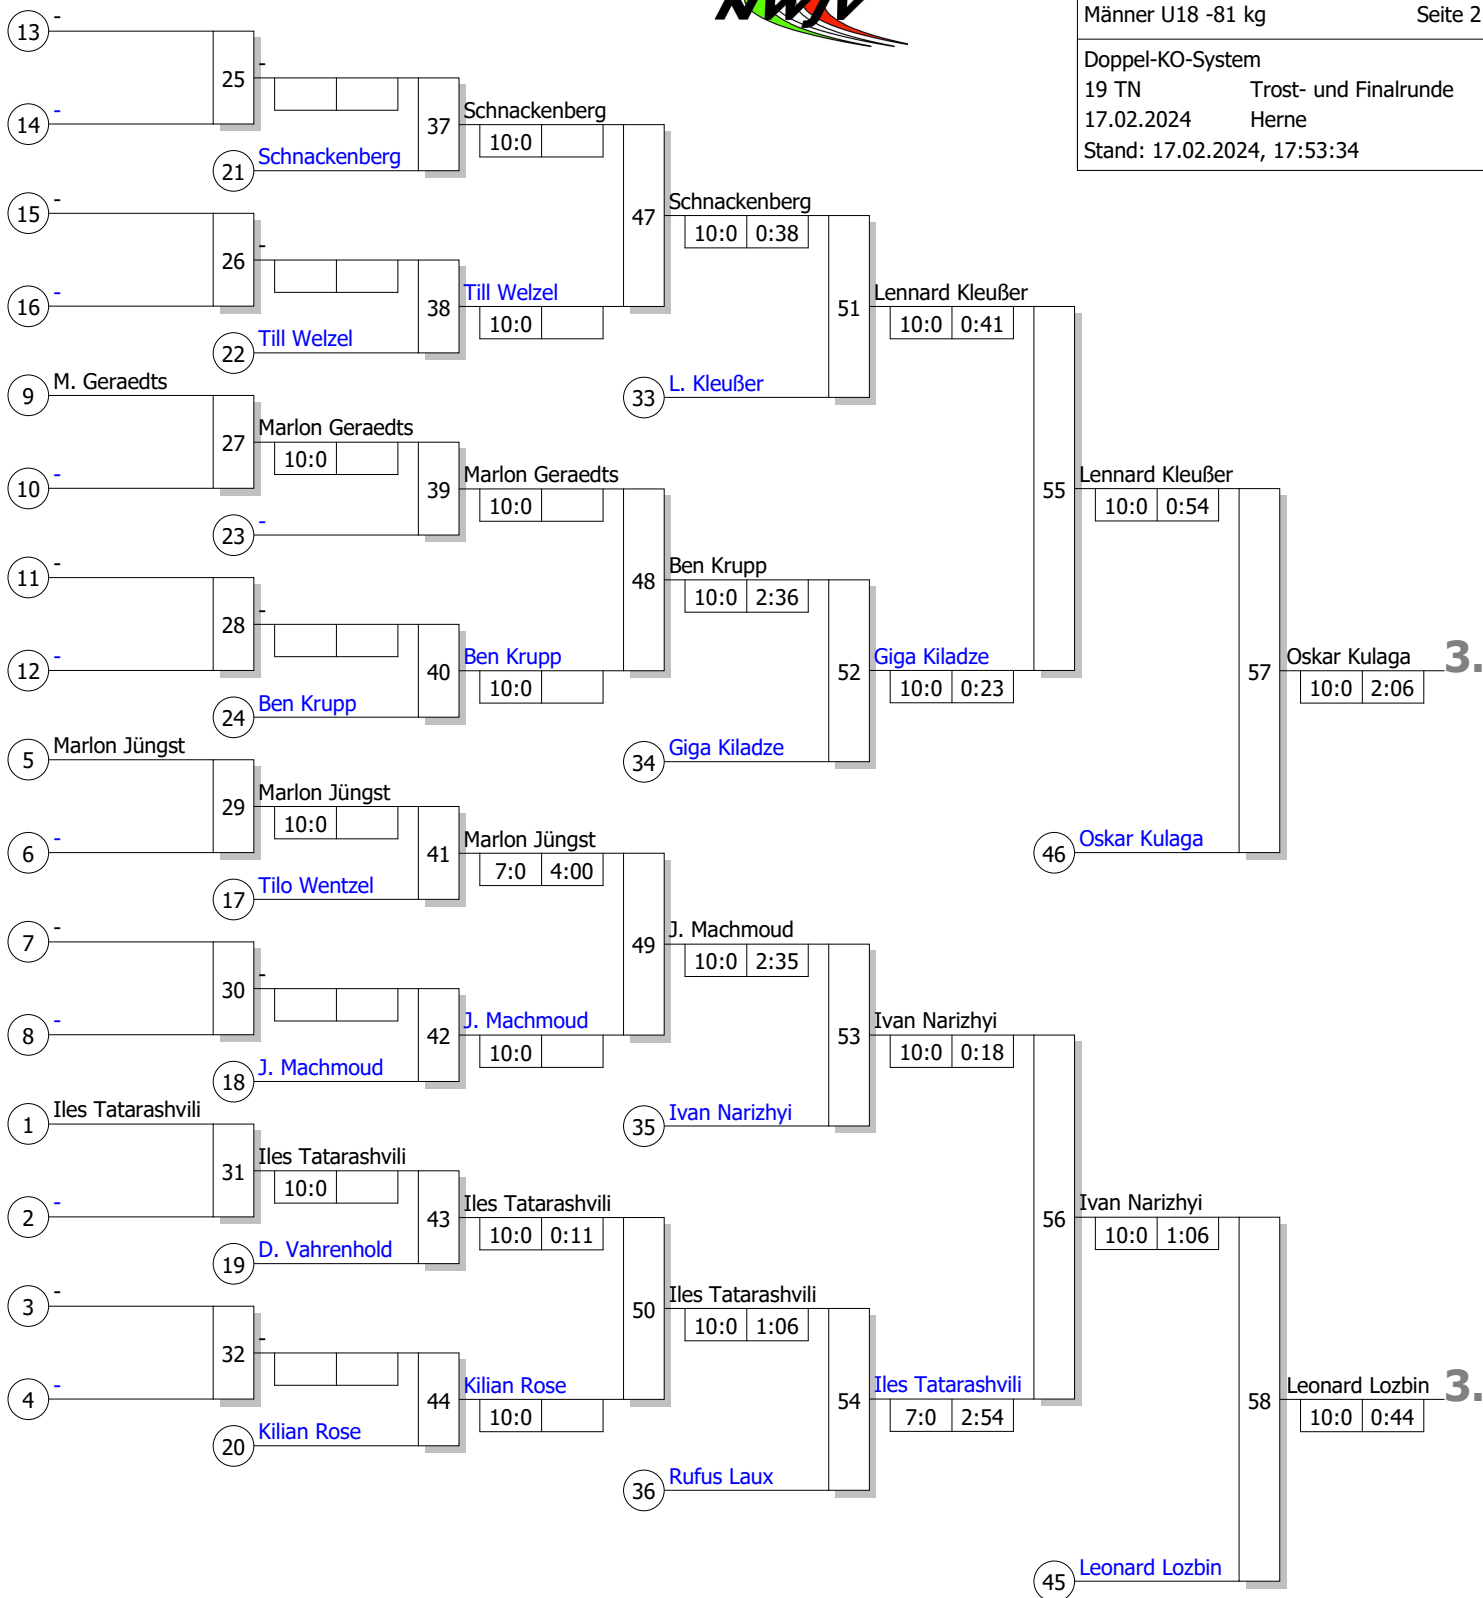 NWJV
Männer U18 -81 kg Seite 2
Doppel-KO-System
19 TN Trost- und Finalrunde
17.02.2024 Herne
Stand: 17.02.2024, 17:53:34
13 -
25 -
14 -
37 Schnackenberg
10:0
21 Schnackenberg
15 -
47 Schnackenberg
10:0 0:38
26 -
16 -
38 Till Welzel
10:0
22 Till Welzel
51 Lennard Kleußer
10:0 0:41
9 M. Geraedts
33 L. Kleußer
27 Marlon Geraedts
10:0
10 -
39 Marlon Geraedts
10:0
23 -
55 Lennard Kleußer
10:0 0:54
11 -
48 Ben Krupp
10:0 2:36
28 -
12 -
40 Ben Krupp
10:0
24 Ben Krupp
52 Giga Kiladze
10:0 0:23
57 Oskar Kulaga 3.
10:0 2:06
5 Marlon Jüngst
34 Giga Kiladze
29 Marlon Jüngst
10:0
6 -
41 Marlon Jüngst
7:0 4:00
46 Oskar Kulaga
17 Tilo Wentzel
7 -
49 J. Machmoud
10:0 2:35
30 -
8 -
42 J. Machmoud
10:0
18 J. Machmoud
53 Ivan Narizhyi
10:0 0:18
1 Iles Tatarashvili
35 Ivan Narizhyi
31 Iles Tatarashvili
10:0
2 -
43 Iles Tatarashvili
10:0 0:11
19 D. Vahrenhold
56 Ivan Narizhyi
10:0 1:06
3 -
50 Iles Tatarashvili
10:0 1:06
32 -
4 -
44 Kilian Rose
10:0
20 Kilian Rose
54 Iles Tatarashvili
7:0 2:54
58 Leonard Lozbin 3.
10:0 0:44
36 Rufus Laux
45 Leonard Lozbin